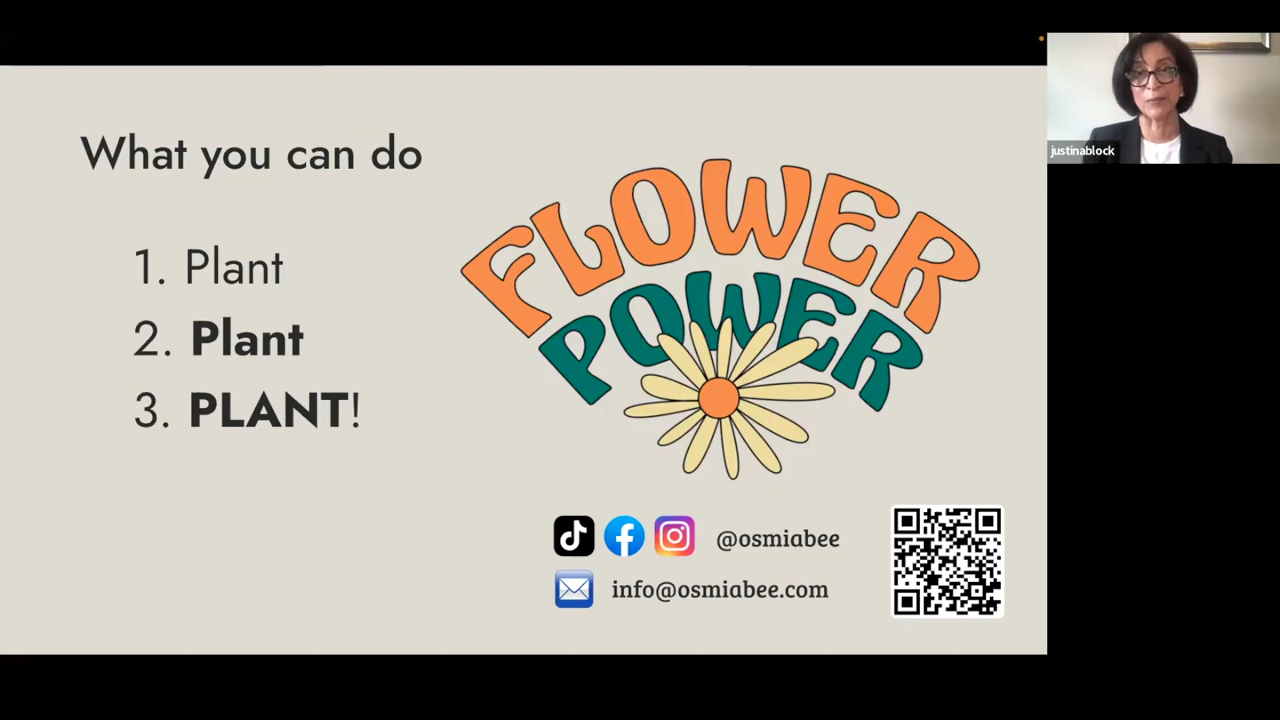 What you can do
1. Plant
2. Plant
3. PLANT!
FLOWER
POWER
@osmiabee
info@osmiabee.com
justinablock